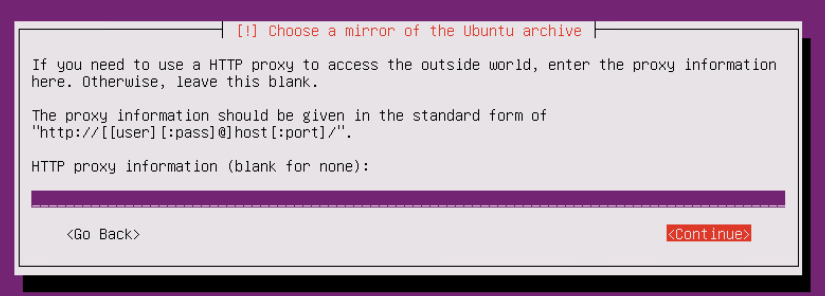 [!] Choose a mirror of the Ubuntu archive
If you need to use a HTTP proxy to access the outside world, enter the proxy information
here. Otherwise, leave this blank.
The proxy information should be given in the standard form of
"http://[[user][:pass]@]host[:port]/".
HTTP proxy information (blank for none):
<Go Back> <Continue>